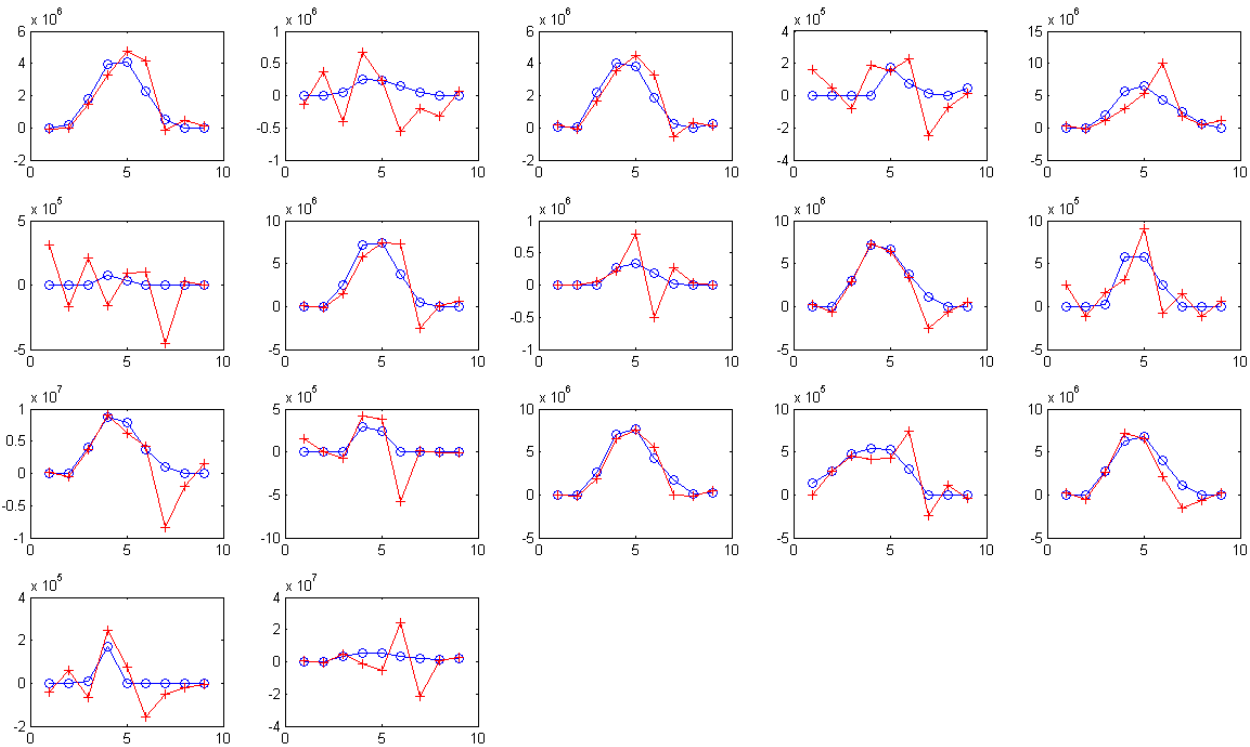 x 10^6 x 10^6 x 10^6 x 10^5 x 10^6
6 1 6 4 15
4 0.5 4 2 10
2 0 2 0 5
0 -0.5 0 -2 0
-2 -1 -2 -4 -5
0 5 10 0 5 10 0 5 10 0 5 10 0 5 10
x 10^5 x 10^6 x 10^6 x 10^6 x 10^5
5 10 1 10 10
0 5 0.5 5 5
0 0 0 0
-5 -5 -0.5 -5 -5
-1
0 5 10 0 5 10 0 5 10 0 5 10 0 5 10
x 10^7 x 10^5 x 10^6 x 10^5 x 10^6
1 5 10 10 10
0.5 0 5 5 5
0 -5 0 0 0
-0.5
-1 -10 -5 -5 -5
0 5 10 0 5 10 0 5 10 0 5 10 0 5 10
x 10^5 x 10^7
4 4
2 2
0 0
-2 -2
-4
0 5 10 0 5 10